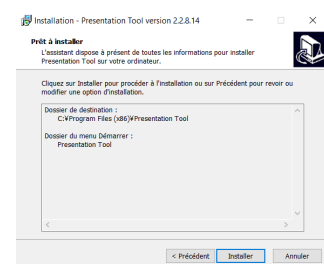 Installation - Presentation Tool version 2.2.8.14
Prêt à installer
L'assistant dispose à présent de toutes les informations pour installer
Presentation Tool sur votre ordinateur.
Cliquez sur Installer pour procéder à l'installation ou sur Précédent pour revoir ou
modifier une option d'installation.
Dossier de destination :
C:¥Program Files (x86)¥Presentation Tool
Dossier du menu Démarrer :
Presentation Tool
< Précédent Installer Annuler